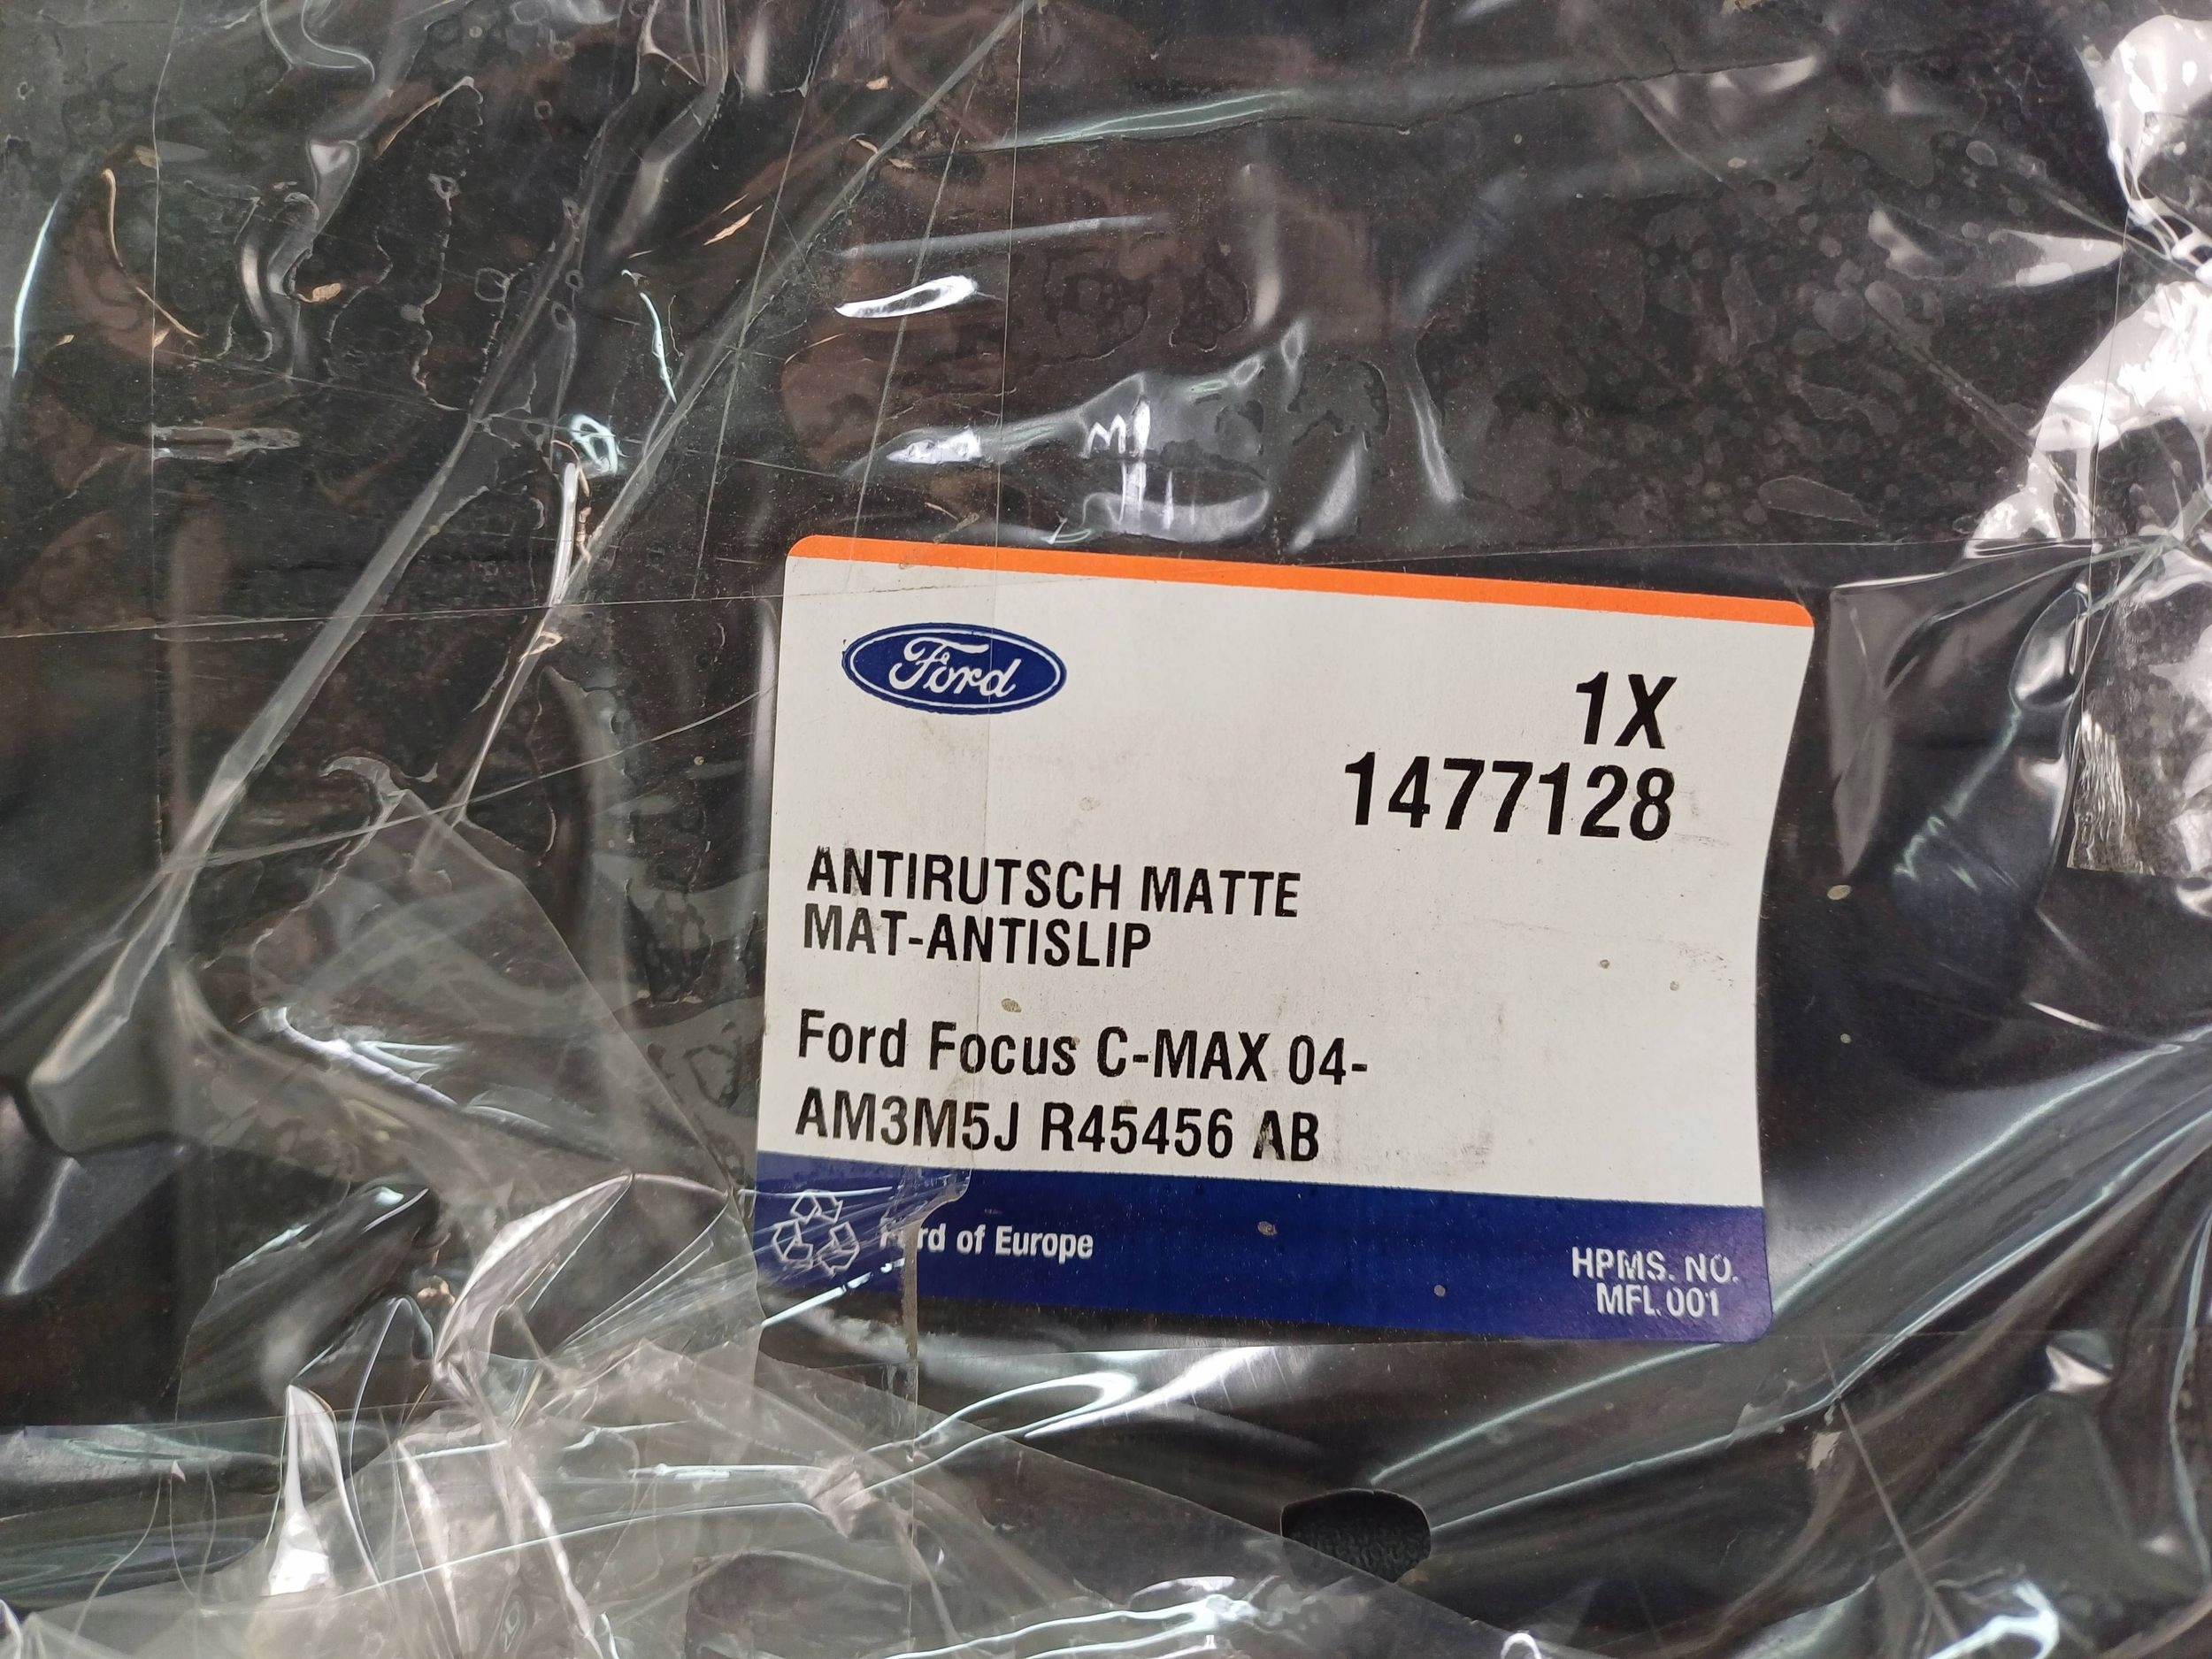 Ford
1X
1477128
ANTIRUTSCH MATTE
MAT-ANTISLIP
Ford Focus C-MAX 04-
AM3M5J R45456 AB
Ford of Europe
HPMS. NO.
MFL 001